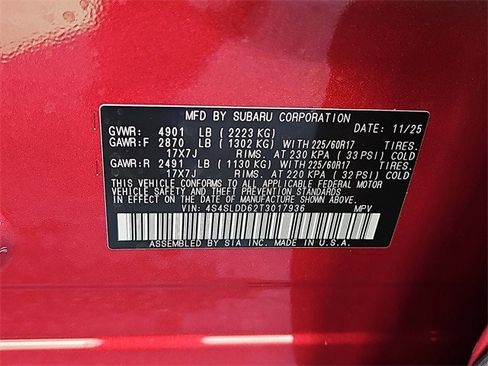 MFD BY SUBARU CORPORATION
GVWR: 4901 LB (2223 KG) DATE: 11/25
GAWR:F 2870 LB (1302 KG) WITH 225/60R17 TIRES.
17X7J RIMS. AT 230 KPA (33 PSI) COLD
GAWR:R 2491 LB (1130 KG) WITH 225/60R17 TIRES.
17X7J RIMS. AT 220 KPA (32 PSI) COLD
THIS VEHICLE CONFORMS TO ALL APPLICABLE FEDERAL MOTOR
VEHICLE SAFETY AND THEFT PREVENTION STANDARDS
IN EFFECT ON THE DATE OF MANUFACTURE SHOWN ABOVE.
VIN: 4S4SLDD62T3017936 MPV
ASSEMBLED BY SIA INC. MADE IN U.S.A.